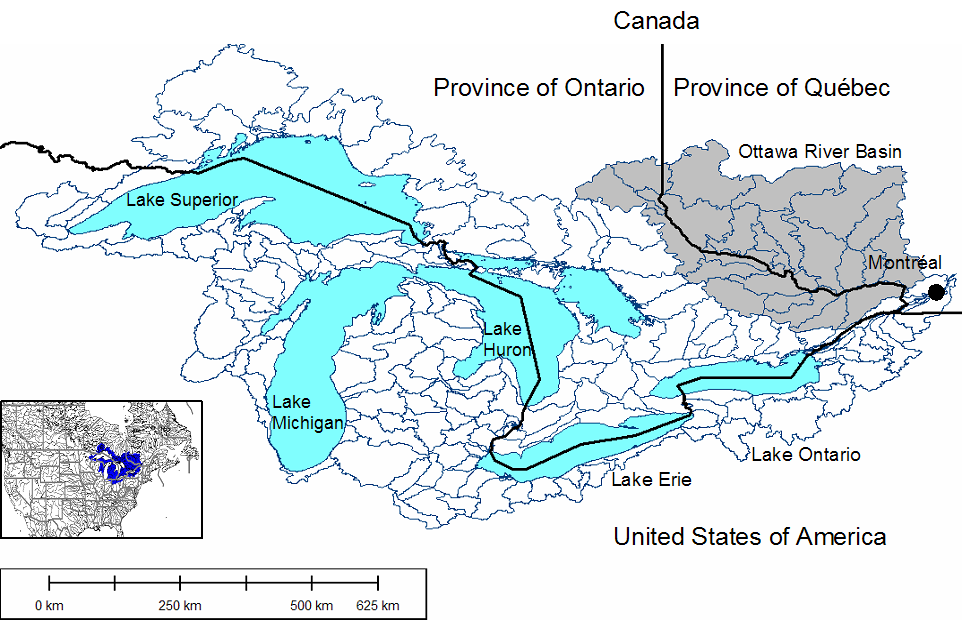 Canada
Province of Ontario
Province of Québec
Ottawa River Basin
Lake Superior
Montréal
Lake
Huron
Lake
Michigan
Lake Ontario
Lake Erie
United States of America
0 km
250 km
500 km
625 km